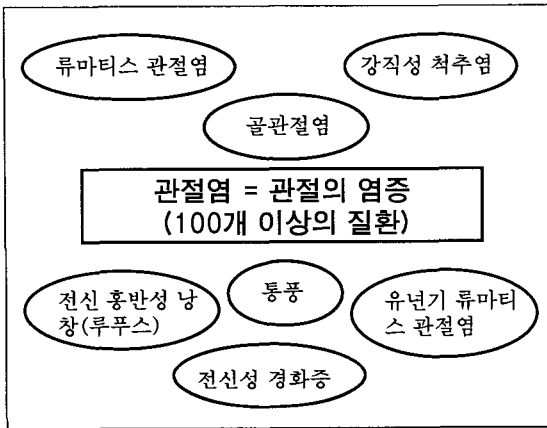 류마티스 관절염
강직성 척추염
골관절염
관절염 = 관절의 염증
(100개 이상의 질환)
전신 홍반성 낭
창(루푸스)
통풍
유년기 류마티
스 관절염
전신성 경화증